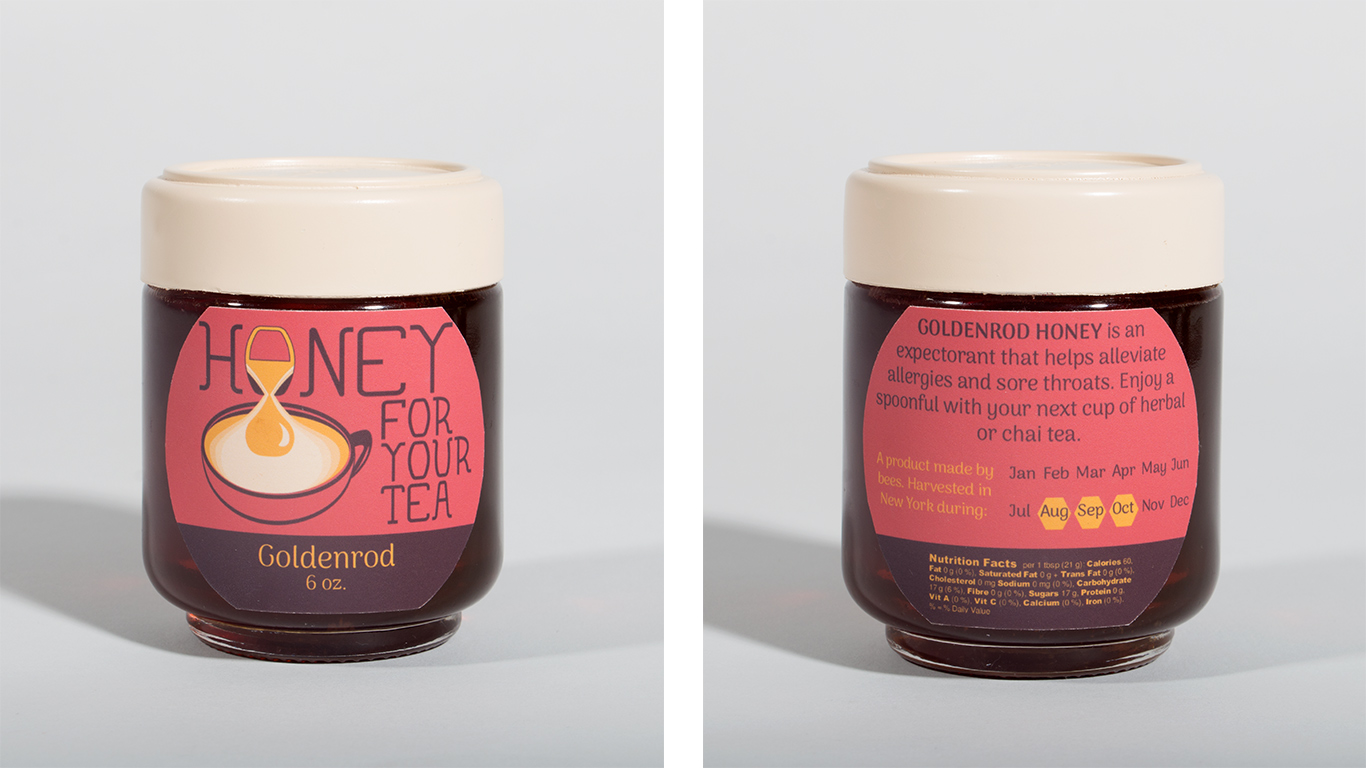 HONEY
FOR
YOUR
TEA
Goldenrod
6 oz.
GOLDENROD HONEY is an
expectorant that helps alleviate
allergies and sore throats. Enjoy a
spoonful with your next cup of herbal
or chai tea.
A product made by
bees. Harvested in
New York during:
Jan Feb Mar Apr May Jun
Jul Aug Sep Oct Nov Dec
Nutrition Facts per 1 tbsp (21 g): Calories 60,
Fat 0 g (0 %), Saturated Fat 0 g + Trans Fat 0 g (0 %),
Cholesterol 0 mg Sodium 0 mg (0 %), Carbohydrate
17 g (6 %), Fibre 0 g (0 %), Sugars 17 g, Protein 0 g,
Vit A (0 %), Vit C (0 %), Calcium (0 %), Iron (0 %).
% = % Daily Value